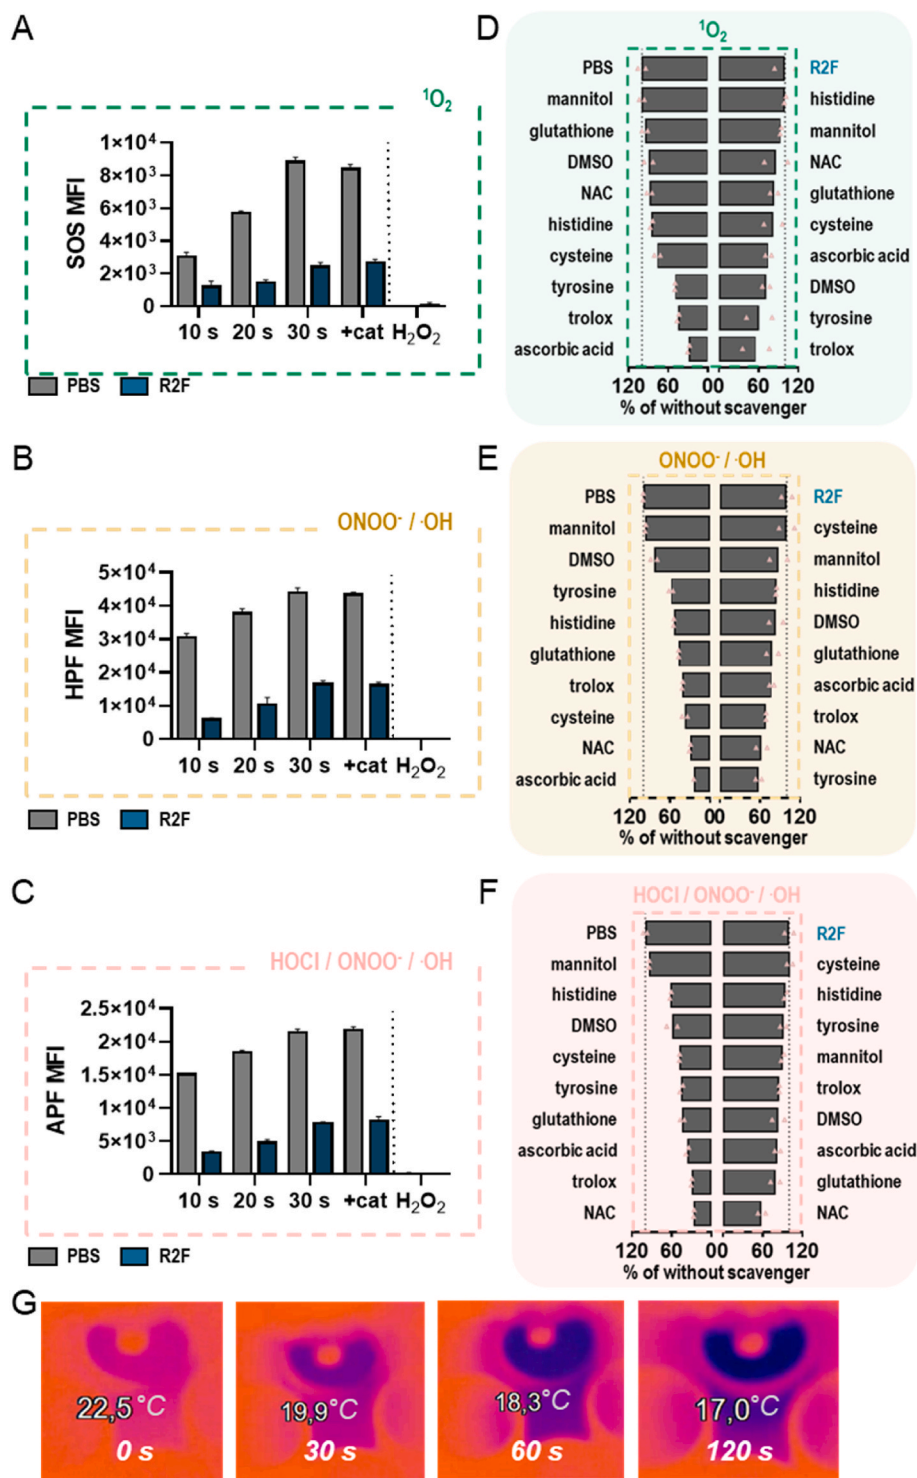 A
¹O₂
SOS MFI
1×10⁴
8×10³
6×10³
4×10³
2×10³
0
10 s 20 s 30 s +cat H₂O₂
PBS R2F
B
ONOO⁻ / ·OH
HPF MFI
5×10⁴
4×10⁴
3×10⁴
2×10⁴
1×10⁴
0
10 s 20 s 30 s +cat H₂O₂
PBS R2F
C
HOCl / ONOO⁻ / ·OH
APF MFI
2.5×10⁴
2×10⁴
1.5×10⁴
1×10⁴
5×10³
0
10 s 20 s 30 s +cat H₂O₂
PBS R2F
D
¹O₂
PBS R2F
mannitol histidine
glutathione mannitol
DMSO NAC
NAC glutathione
histidine cysteine
cysteine ascorbic acid
tyrosine DMSO
trolox tyrosine
ascorbic acid trolox
120 60 00 60 120
% of without scavenger
E
ONOO⁻ / ·OH
PBS R2F
mannitol cysteine
DMSO mannitol
tyrosine histidine
histidine DMSO
glutathione glutathione
trolox ascorbic acid
cysteine trolox
NAC NAC
ascorbic acid tyrosine
120 60 00 60 120
% of without scavenger
F
HOCl / ONOO⁻ / ·OH
PBS R2F
mannitol cysteine
histidine histidine
DMSO tyrosine
cysteine mannitol
tyrosine trolox
glutathione DMSO
ascorbic acid ascorbic acid
trolox glutathione
NAC NAC
120 60 00 60 120
% of without scavenger
G
22,5°C 19,9°C 18,3°C 17,0°C
0 s 30 s 60 s 120 s